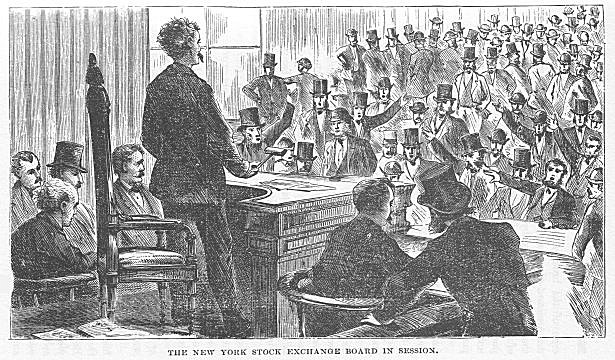 THE NEW YORK STOCK EXCHANGE BOARD IN SESSION.